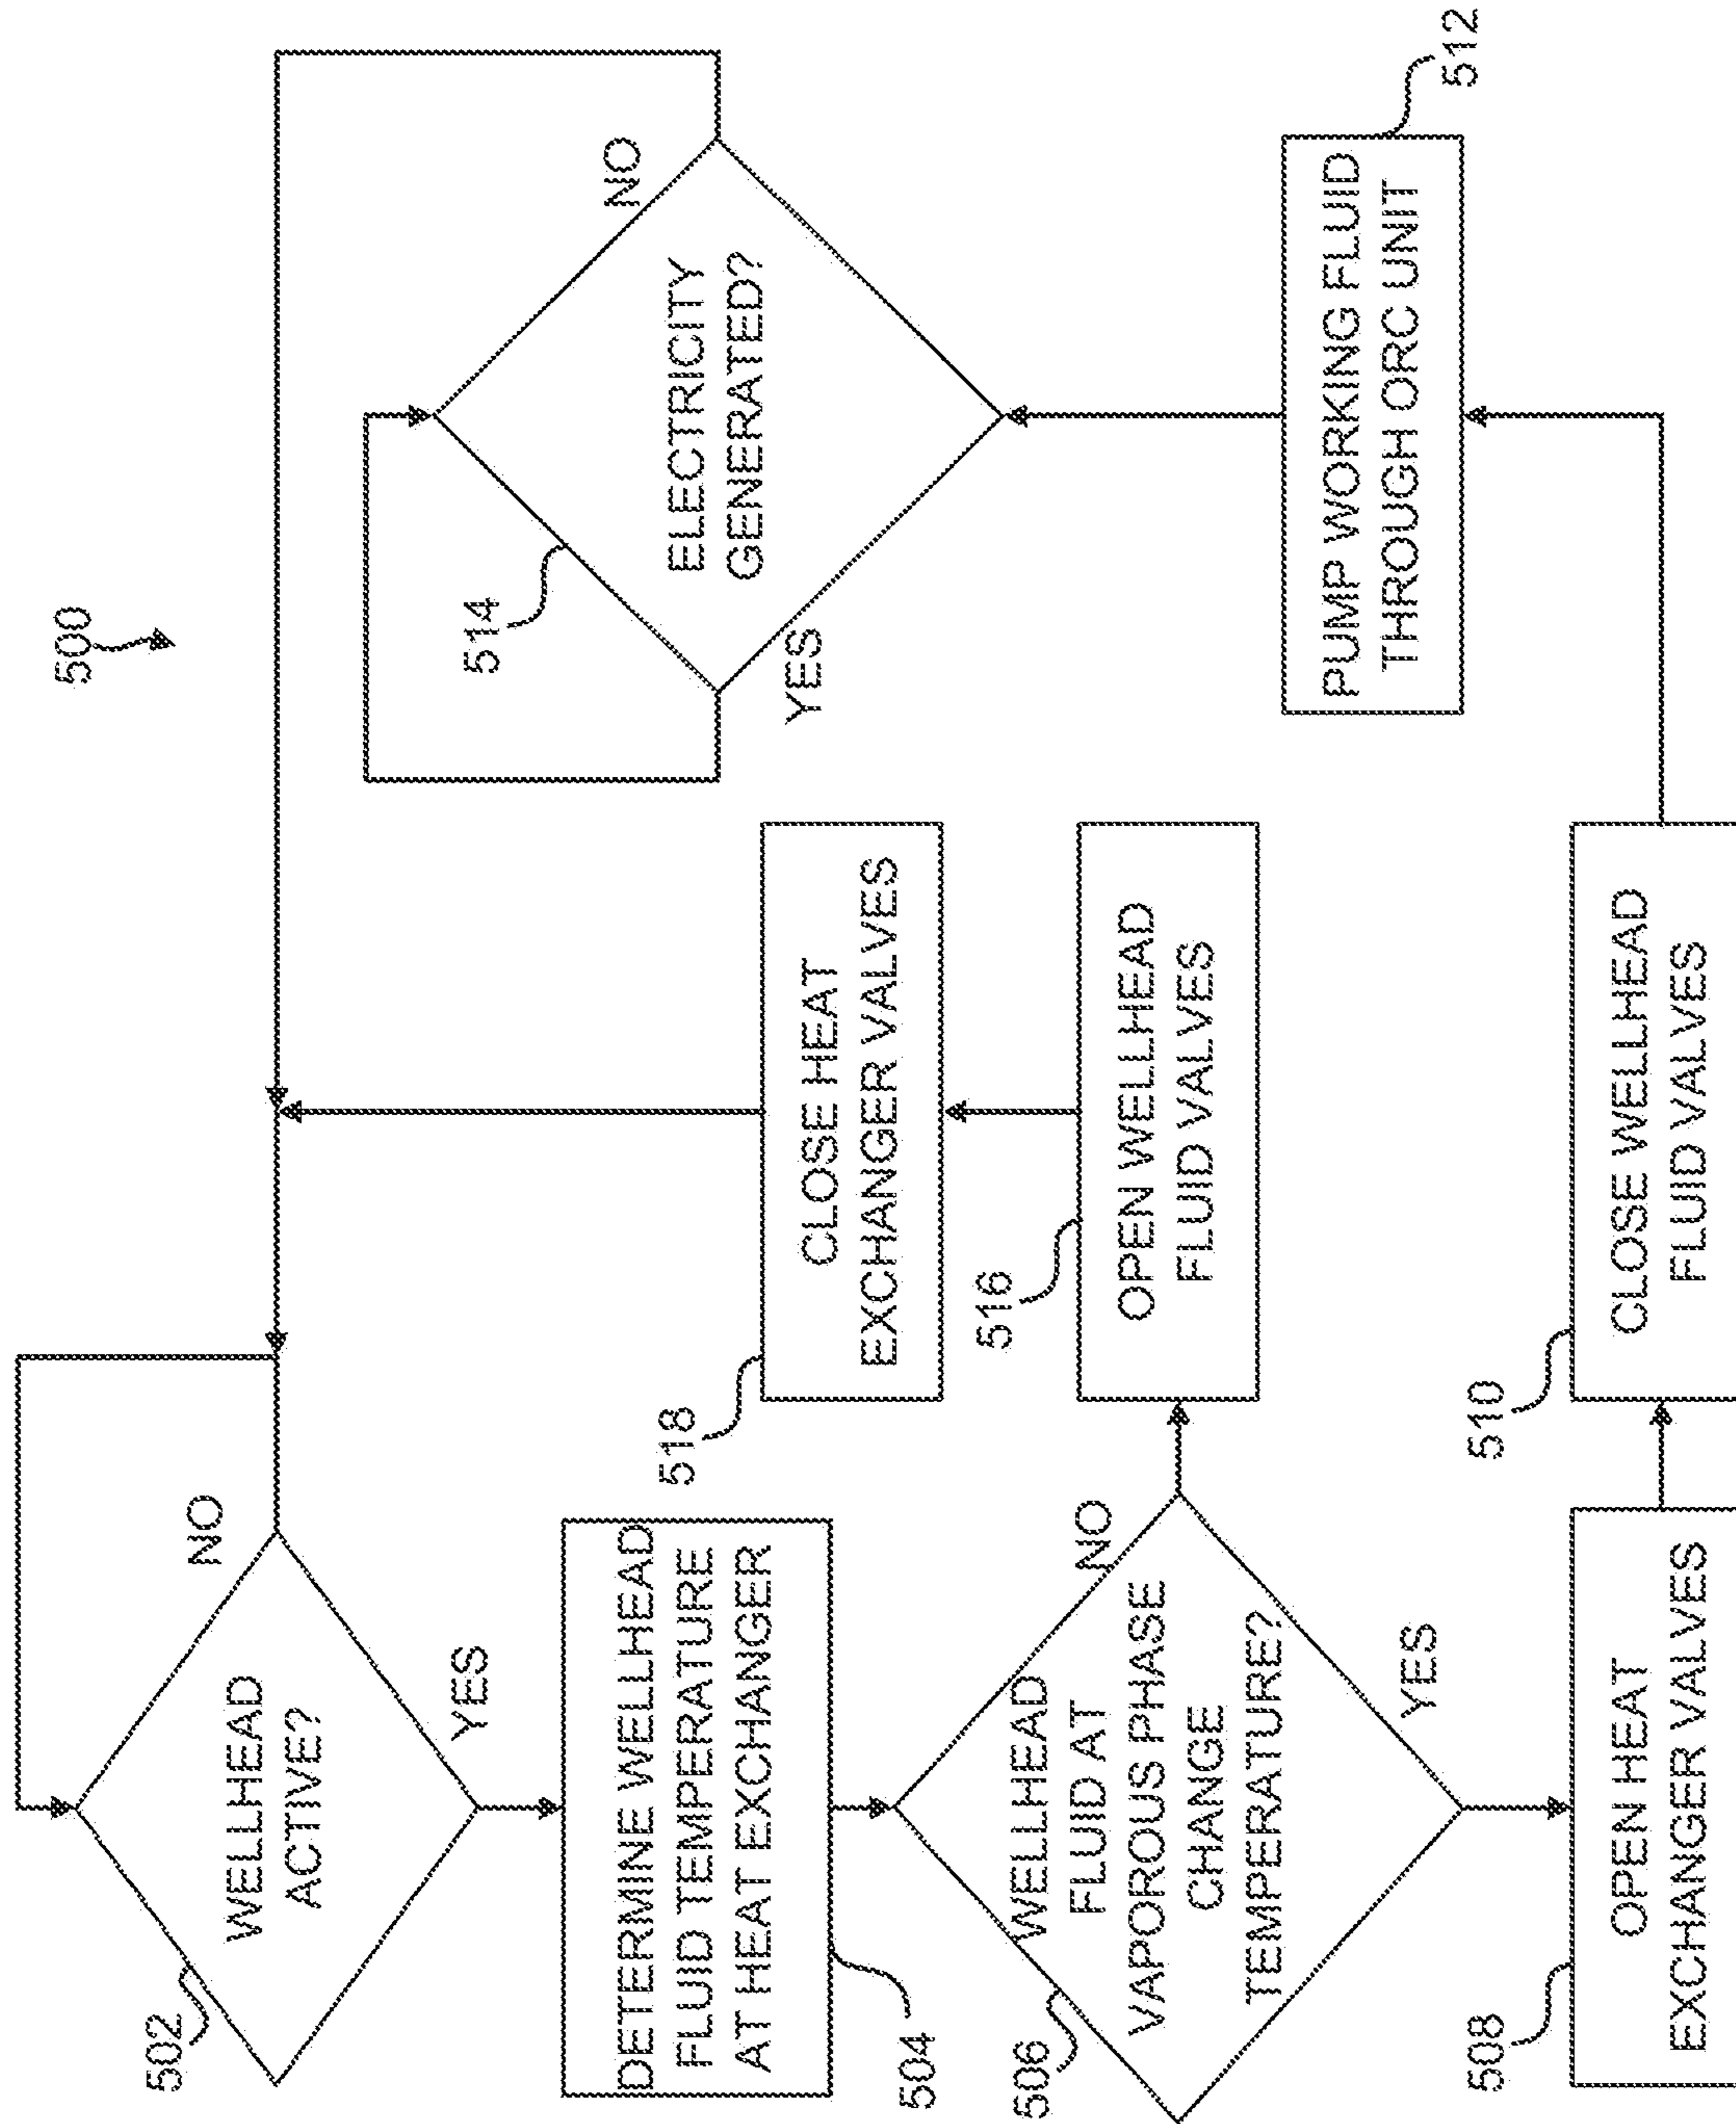 500
502
WELLHEAD
ACTIVE?
NO
YES
DETERMINE WELLHEAD
FLUID TEMPERATURE
AT HEAT EXCHANGER
504
506
WELLHEAD
FLUID AT
VAPOROUS PHASE
CHANGE
TEMPERATURE?
NO
YES
508
OPEN HEAT
EXCHANGER VALVES
510
CLOSE WELLHEAD
FLUID VALVES
516
OPEN WELLHEAD
FLUID VALVES
518
CLOSE HEAT
EXCHANGER VALVES
PUMP WORKING FLUID
THROUGH ORC UNIT
512
514
ELECTRICITY
GENERATED?
YES
NO